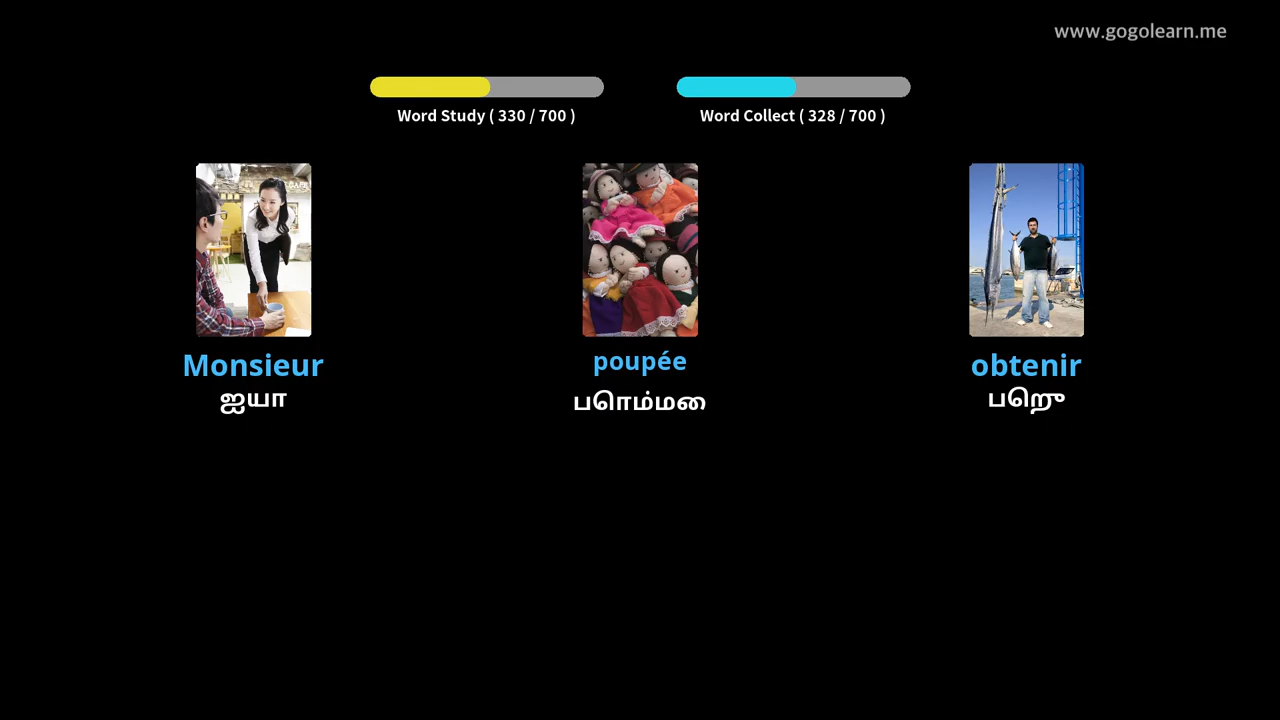 www.gogolearn.me
Word Study ( 330 / 700 )
Word Collect ( 328 / 700 )
Monsieur
ஐயா
poupée
பொம்மை
obtenir
பெறு